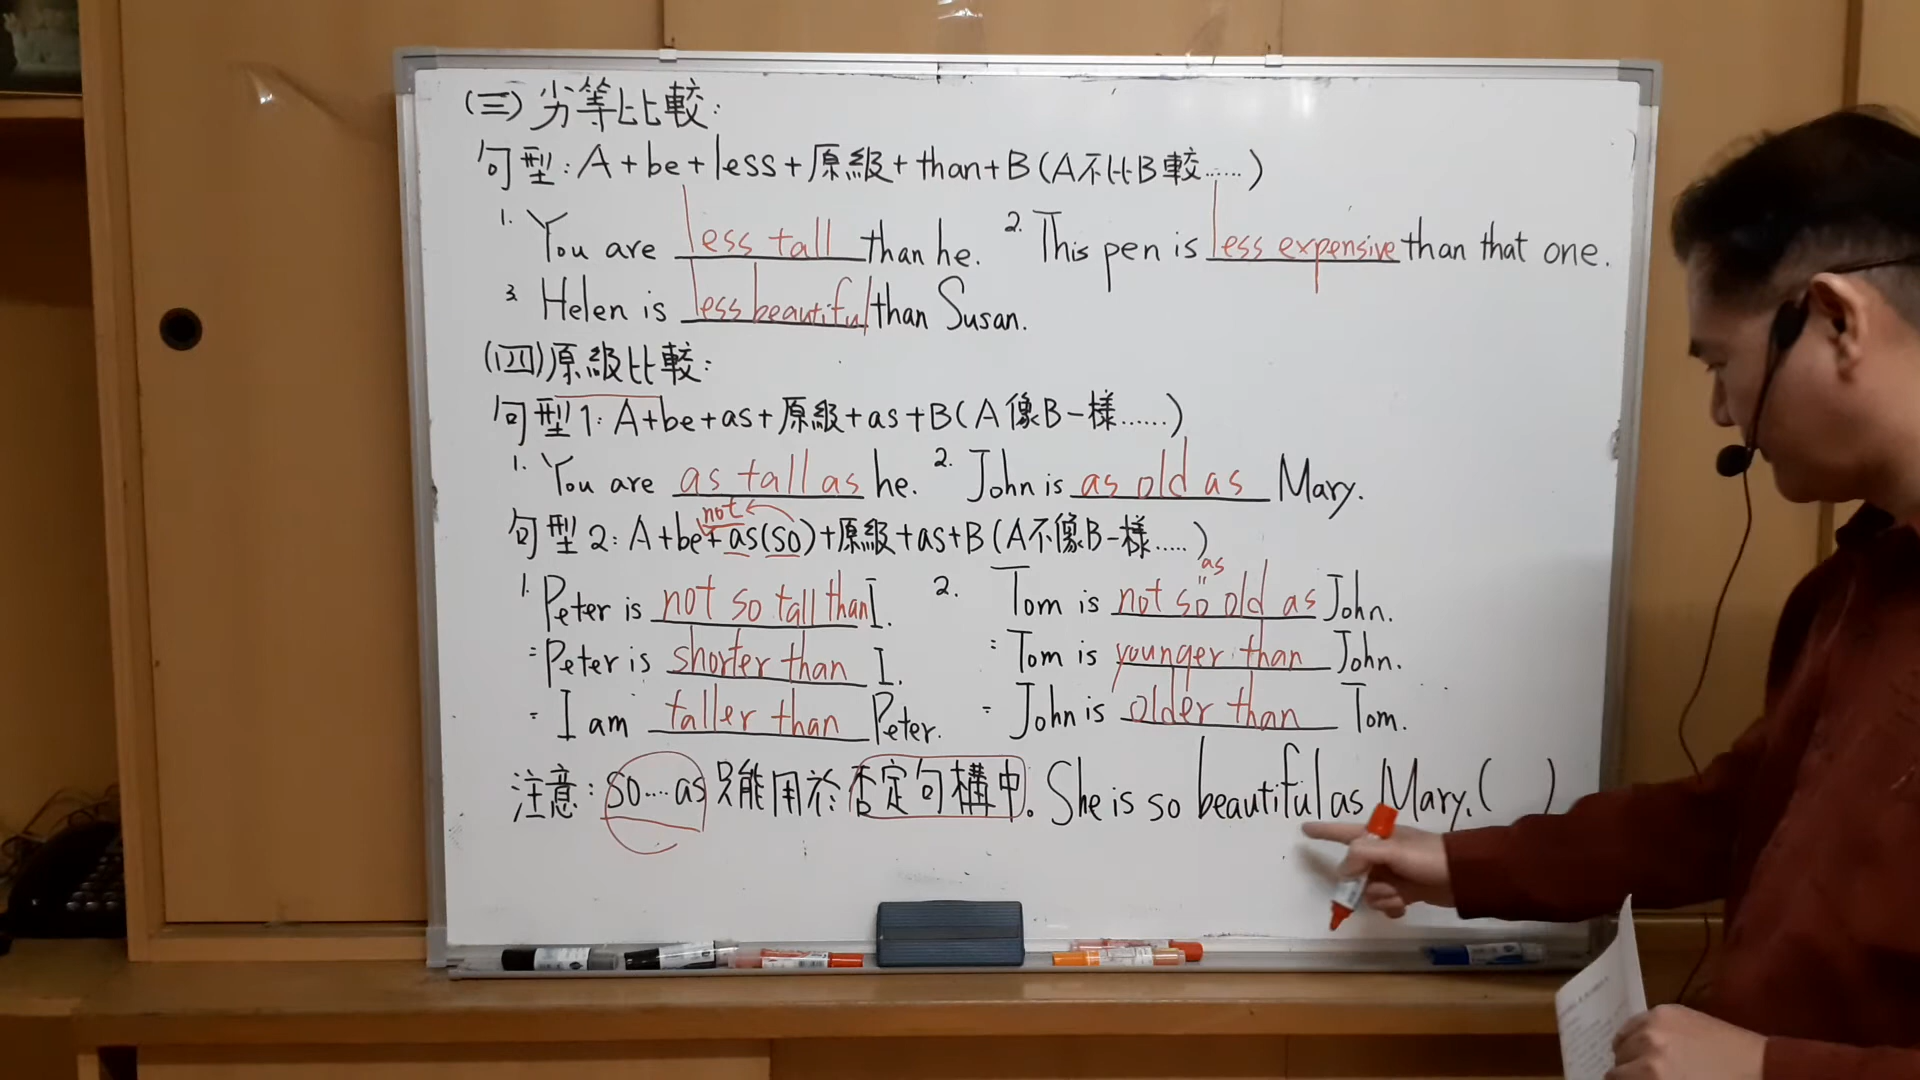 (三)劣等比較:
句型:A+be+less+原級+than+B(A不比B較……)
1. You are less tall than he. 2. This pen is less expensive than that one.
3. Helen is less beautiful than Susan.
(四)原級比較:
句型1:A+be+as+原級+as+B(A像B一樣……)
1. You are as tall as he. 2. John is as old as Mary.
not
句型2:A+be+as(so)+原級+as+B(A不像B一樣……)
as
1. Peter is not so tall than I. 2. Tom is not so old as John.
=Peter is shorter than I. = Tom is younger than John.
= I am taller than Peter. = John is older than Tom.
注意:so....as 只能用於否定句構中。She is so beautiful as Mary.( )